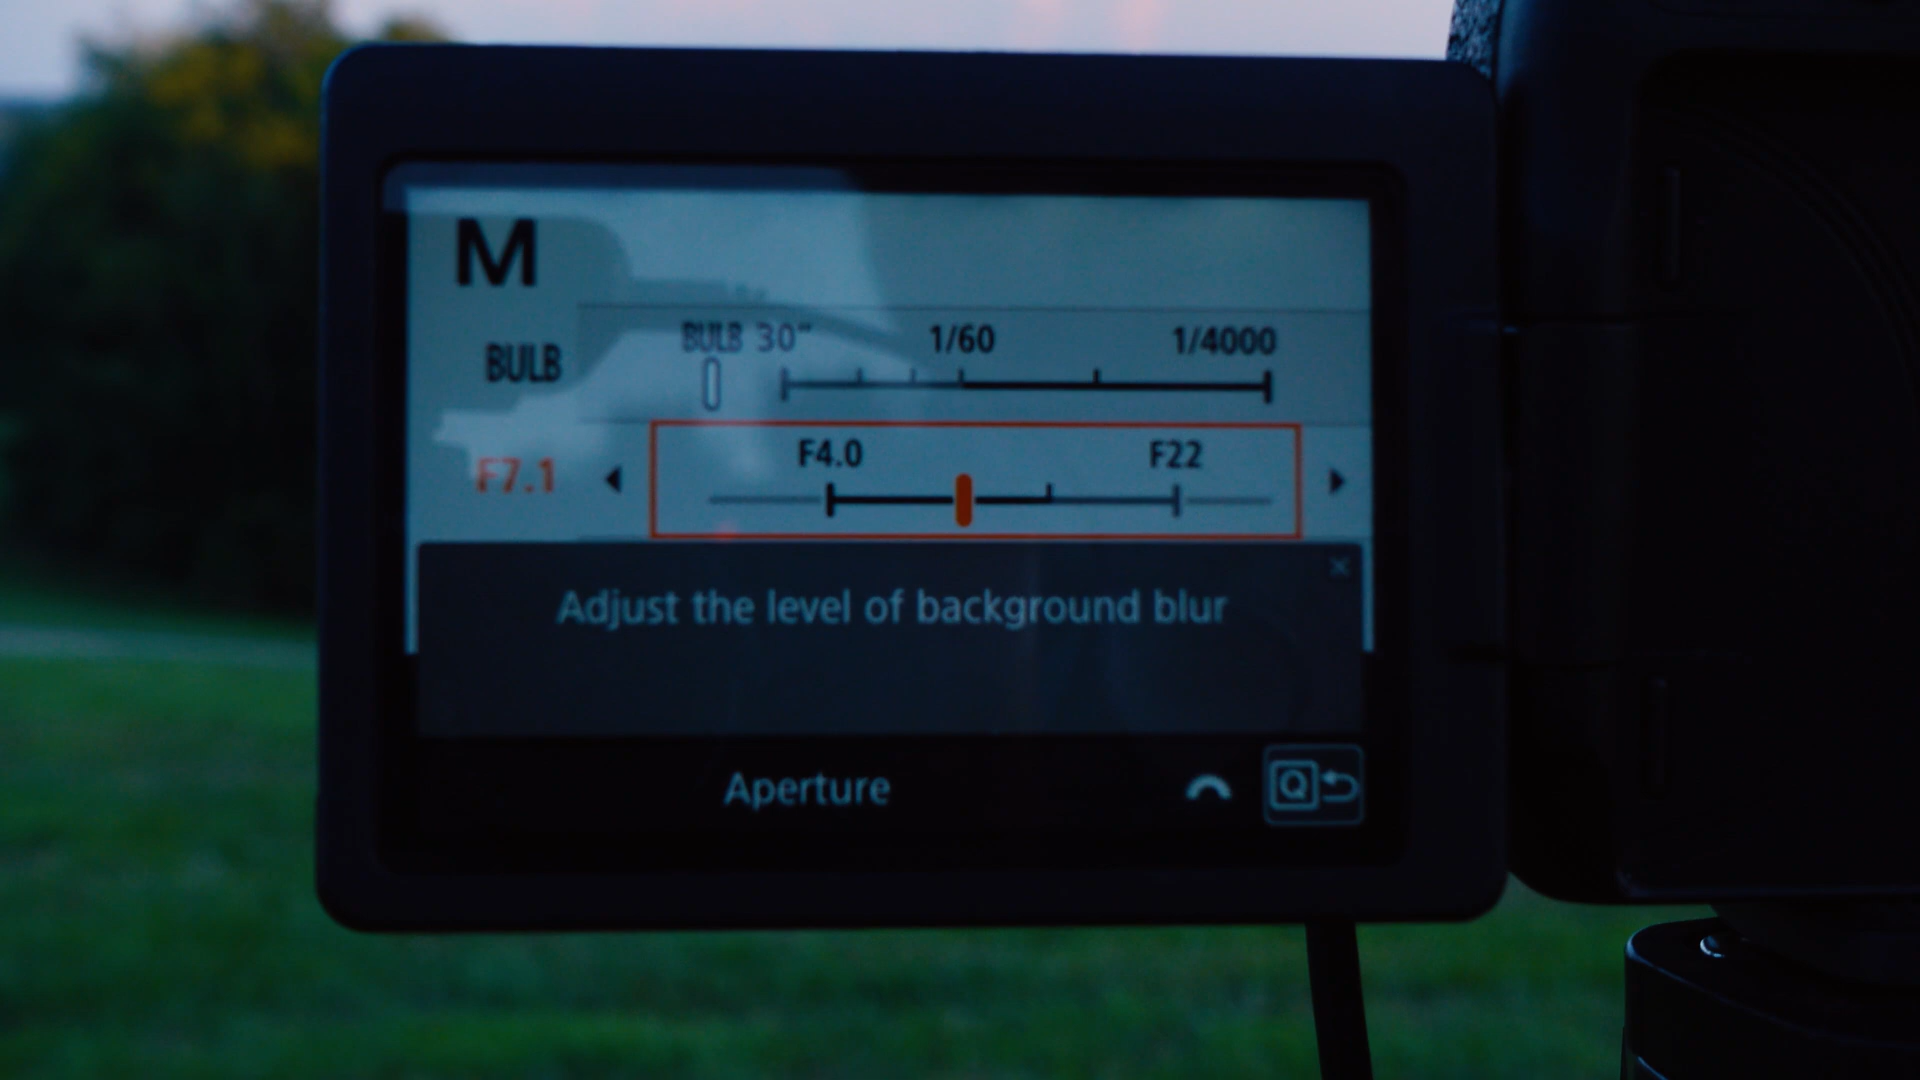 M
BULB
BULB 30" 1/60 1/4000
F7.1
F4.0 F22
Adjust the level of background blur
Aperture
Q